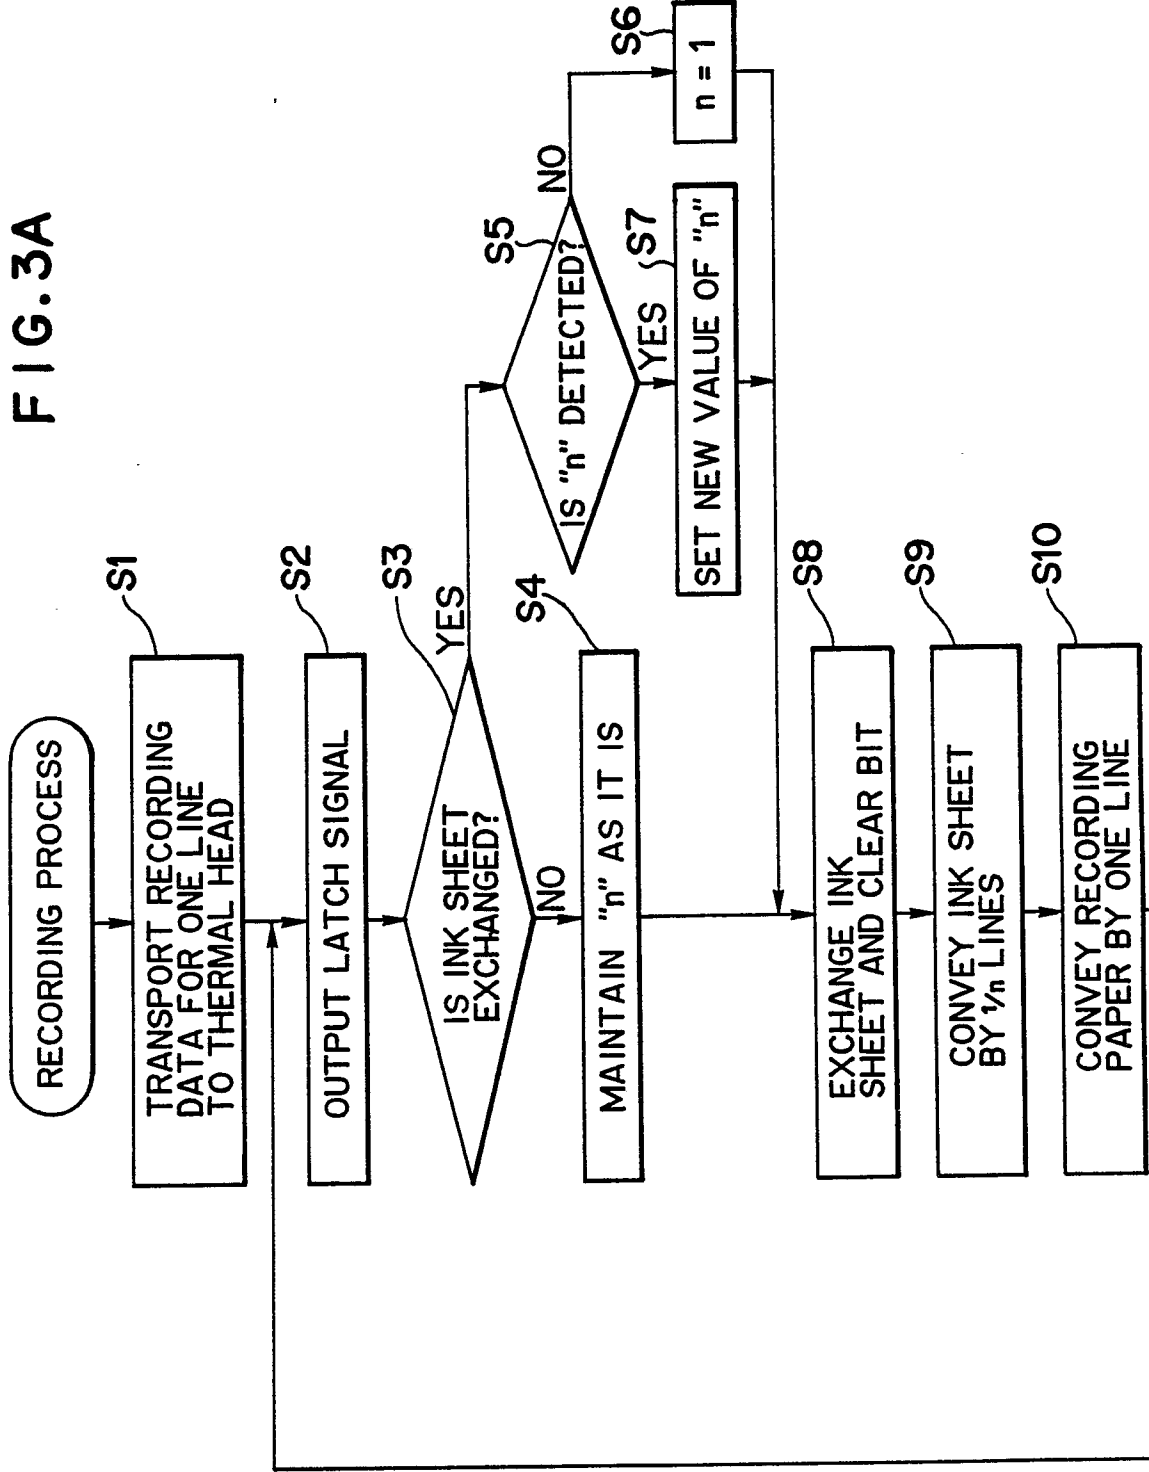 FIG.3A
RECORDING PROCESS
S1
TRANSPORT RECORDING
DATA FOR ONE LINE
TO THERMAL HEAD
S2
OUTPUT LATCH SIGNAL
S3
IS INK SHEET
EXCHANGED?
YES
NO
S4
MAINTAIN "n" AS IT IS
S5
IS "n" DETECTED?
NO
YES
S6
n = 1
S7
SET NEW VALUE OF "n"
S8
EXCHANGE INK
SHEET AND CLEAR BIT
S9
CONVEY INK SHEET
BY 1/n LINES
S10
CONVEY RECORDING
PAPER BY ONE LINE